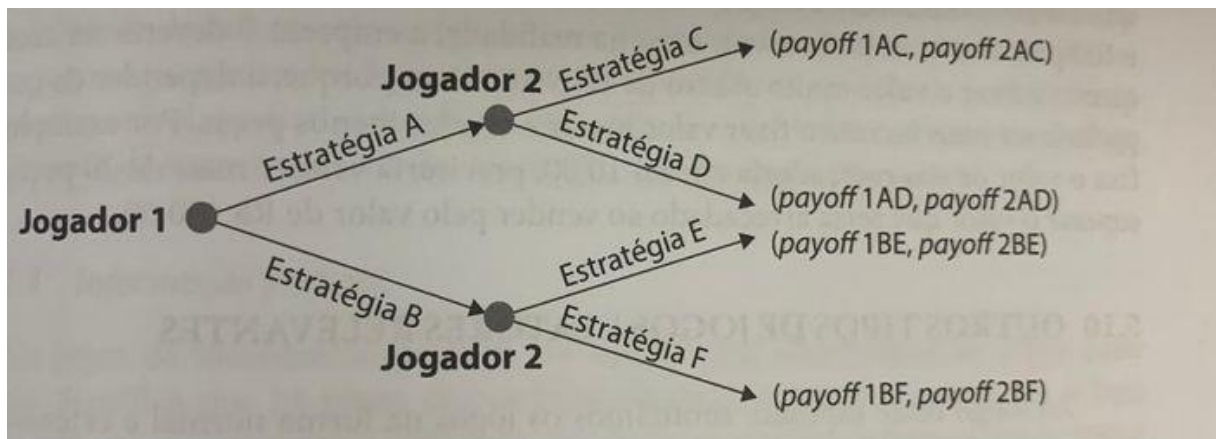 Jogador 1
Estratégia A
Estratégia B
Jogador 2
Estratégia C
(payoff 1AC, payoff 2AC)
Estratégia D
(payoff 1AD, payoff 2AD)
Jogador 2
Estratégia E
(payoff 1BE, payoff 2BE)
Estratégia F
(payoff 1BF, payoff 2BF)